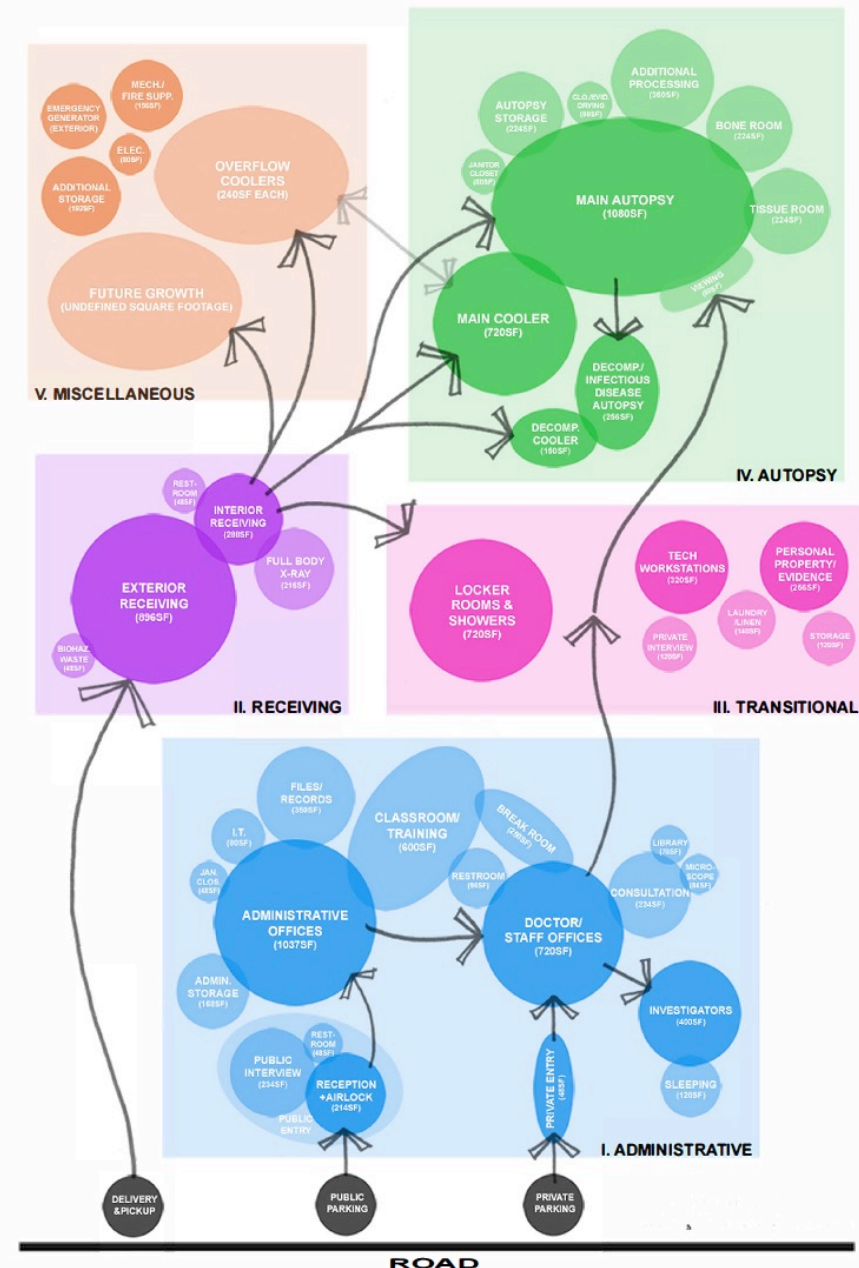 MECH./
FIRE SUPP.
EMERGENCY
GENERATOR
(EXTERIOR)
ELEC.
(80SF)
ADDITIONAL
STORAGE
(192SF)
OVERFLOW
COOLERS
(240SF EACH)
FUTURE GROWTH
(UNDEFINED SQUARE FOOTAGE)
V. MISCELLANEOUS
ADDITIONAL
PROCESSING
(360SF)
CLO./EVID.
DRYING
AUTOPSY
STORAGE
(224SF)
BONE ROOM
(224SF)
JANITOR
CLOSET
MAIN AUTOPSY
(1080SF)
TISSUE ROOM
(224SF)
VIEWING
MAIN COOLER
(720SF)
DECOMP./
INFECTIOUS
DISEASE
AUTOPSY
(256SF)
DECOMP.
COOLER
(160SF)
IV. AUTOPSY
REST-
ROOM
(48SF)
INTERIOR
RECEIVING
(288SF)
FULL BODY
X-RAY
(216SF)
EXTERIOR
RECEIVING
(896SF)
BIOHAZ.
WASTE
(48SF)
II. RECEIVING
LOCKER
ROOMS &
SHOWERS
(720SF)
TECH
WORKSTATIONS
(320SF)
PERSONAL
PROPERTY/
EVIDENCE
(256SF)
LAUNDRY
/LINEN
(140SF)
PRIVATE
INTERVIEW
(120SF)
STORAGE
(120SF)
III. TRANSITIONAL
FILES/
RECORDS
(350SF)
I.T.
(80SF)
JAN.
CLOS.
(48SF)
CLASSROOM/
TRAINING
(600SF)
BREAK ROOM
(250SF)
RESTROOM
(96SF)
LIBRARY
MICRO-
SCOPE
CONSULTATION
(234SF)
ADMINISTRATIVE
OFFICES
(1037SF)
DOCTOR/
STAFF OFFICES
(720SF)
ADMIN.
STORAGE
(168SF)
INVESTIGATORS
(400SF)
SLEEPING
(120SF)
REST-
ROOM
(48SF)
PUBLIC
INTERVIEW
(234SF)
RECEPTION
+AIRLOCK
(214SF)
PUBLIC
ENTRY
PRIVATE ENTRY
(48SF)
I. ADMINISTRATIVE
DELIVERY
&PICKUP
PUBLIC
PARKING
PRIVATE
PARKING
ROAD